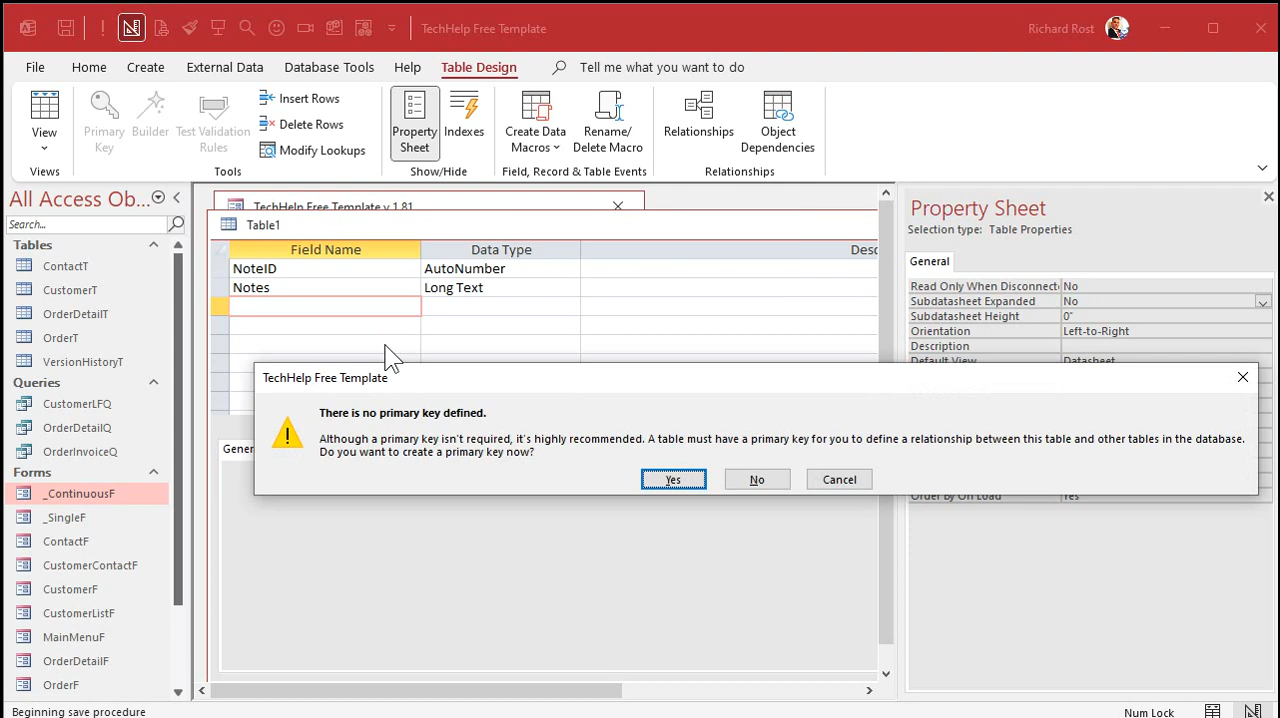 TechHelp Free Template
Richard Rost
File
Home
Create
External Data
Database Tools
Help
Table Design
Tell me what you want to do
View
Primary Key
Builder
Test Validation Rules
Insert Rows
Delete Rows
Modify Lookups
Property Sheet
Indexes
Create Data Macros
Rename/ Delete Macro
Relationships
Object Dependencies
Views
Tools
Show/Hide
Field, Record & Table Events
Relationships
All Access Ob...
Search...
Tables
ContactT
CustomerT
OrderDetailT
OrderT
VersionHistoryT
Queries
CustomerLFQ
OrderDetailQ
OrderInvoiceQ
Forms
_ContinuousF
_SingleF
ContactF
CustomerContactF
CustomerF
CustomerListF
MainMenuF
OrderDetailF
OrderF
TechHelp Free Template v 1.81
Table1
Field Name Data Type Desc
NoteID AutoNumber
Notes Long Text
Gener
Property Sheet
Selection type: Table Properties
General
Read Only When Disconnecte No
Subdatasheet Expanded No
Subdatasheet Height 0"
Orientation Left-to-Right
Description
Default View Datasheet
Order By On Load Yes
TechHelp Free Template
There is no primary key defined.
Although a primary key isn't required, it's highly recommended. A table must have a primary key for you to define a relationship between this table and other tables in the database.
Do you want to create a primary key now?
Yes
No
Cancel
Beginning save procedure
Num Lock